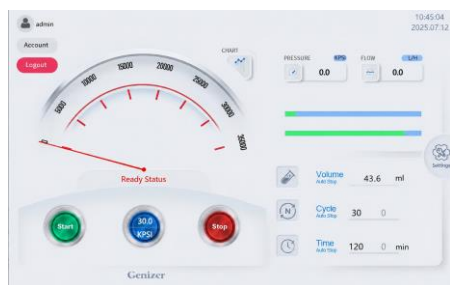 admin
10:45:04
2025.07.12
Account
Logout
CHART
PRESSURE KPSI FLOW L/H
0.0 0.0
0 5000 10000 15000 20000 25000 30000 35000
Ready Status
Settings
Volume 43.6 ml
Auto Stop
Cycle 30 0
Auto Stop
Time 120 0 min
Auto Stop
Start
30.0
KPSI
Stop
N
Genizer